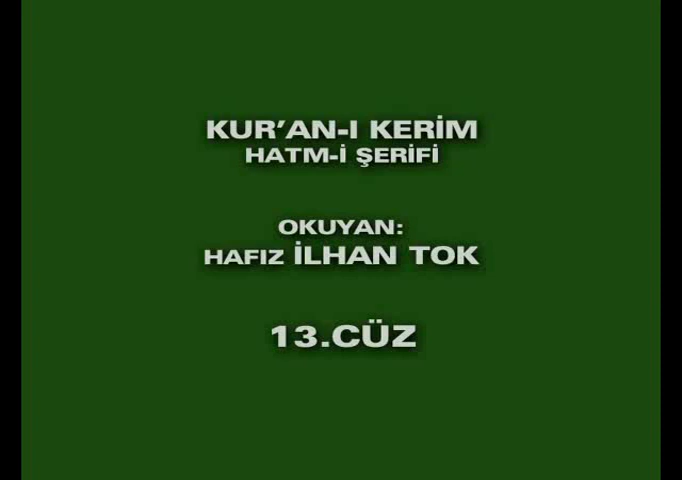 KUR’AN-I KERİM
HATM-İ ŞERİFİ
OKUYAN:
HAFIZ İLHAN TOK
13.CÜZ